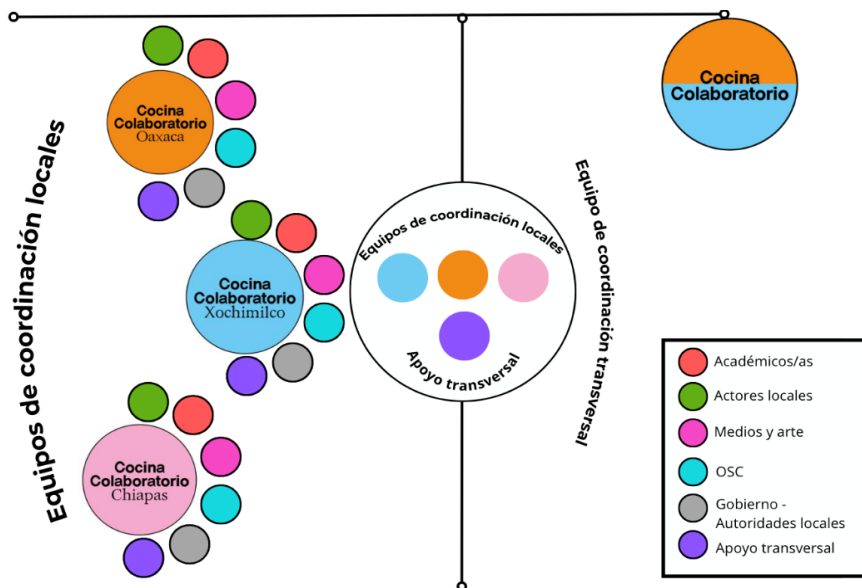 Equipos de coordinación locales
Cocina
Colaboratorio
Oaxaca
Cocina
Colaboratorio
Xochimilco
Cocina
Colaboratorio
Chiapas
Equipos de coordinación locales
Apoyo transversal
Equipo de coordinación transversal
Cocina
Colaboratorio
Académicos/as
Actores locales
Medios y arte
OSC
Gobierno -
Autoridades locales
Apoyo transversal